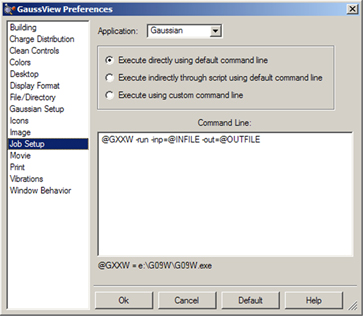 GaussView Preferences
Building
Charge Distribution
Clean Controls
Colors
Desktop
Display Format
File/Directory
Gaussian Setup
Icons
Image
Job Setup
Movie
Print
Vibrations
Window Behavior
Application: Gaussian
Execute directly using default command line
Execute indirectly through script using default command line
Execute using custom command line
Command Line:
@GXXW -run -inp=@INFILE -out=@OUTFILE
@GXXW = e:\G09W\G09W.exe
Ok Cancel Default Help